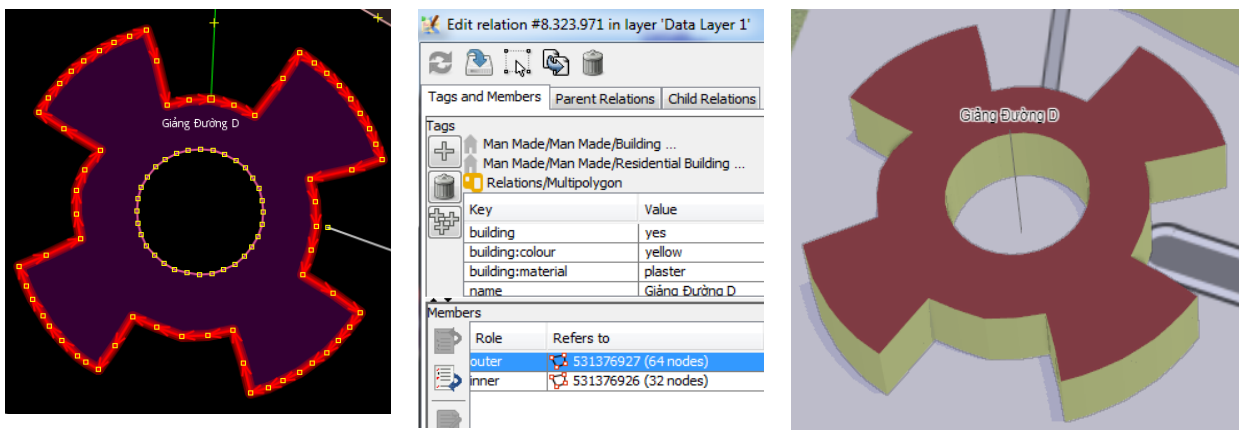 Giảng Đường D
Edit relation #8.323.971 in layer 'Data Layer 1'
Tags and Members Parent Relations Child Relations
Tags
Man Made/Man Made/Building ...
Man Made/Man Made/Residential Building ...
Relations/Multipolygon
Key Value
building yes
building:colour yellow
building:material plaster
name Giảng Đường D
Members
Role Refers to
outer 531376927 (64 nodes)
inner 531376926 (32 nodes)
Giảng Đường D